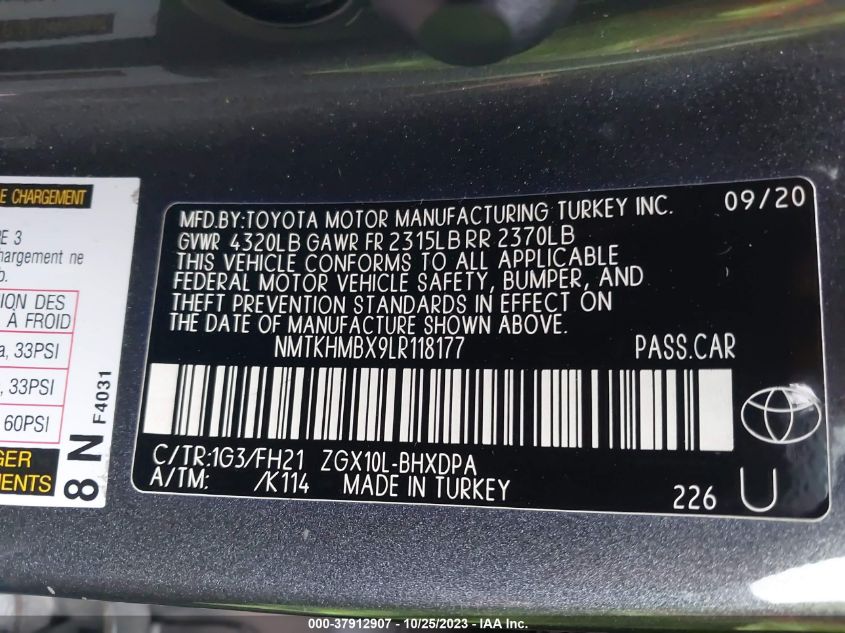 E CHARGEMENT
E 3
hargement ne
b.
ION DES
À FROID
a, 33PSI
, 33PSI
60PSI
GER
MENTS
8 N
F4031
MFD.BY:TOYOTA MOTOR MANUFACTURING TURKEY INC. 09/20
GVWR 4320LB GAWR FR 2315LB RR 2370LB
THIS VEHICLE CONFORMS TO ALL APPLICABLE
FEDERAL MOTOR VEHICLE SAFETY, BUMPER, AND
THEFT PREVENTION STANDARDS IN EFFECT ON
THE DATE OF MANUFACTURE SHOWN ABOVE.
NMTKHMBX9LR118177 PASS.CAR
C/TR:1G3/FH21 ZGX10L-BHXDPA
A/TM: /K114 MADE IN TURKEY
226 U
000-37912907 - 10/25/2023 - Copyright © 2023 IAA, Inc.